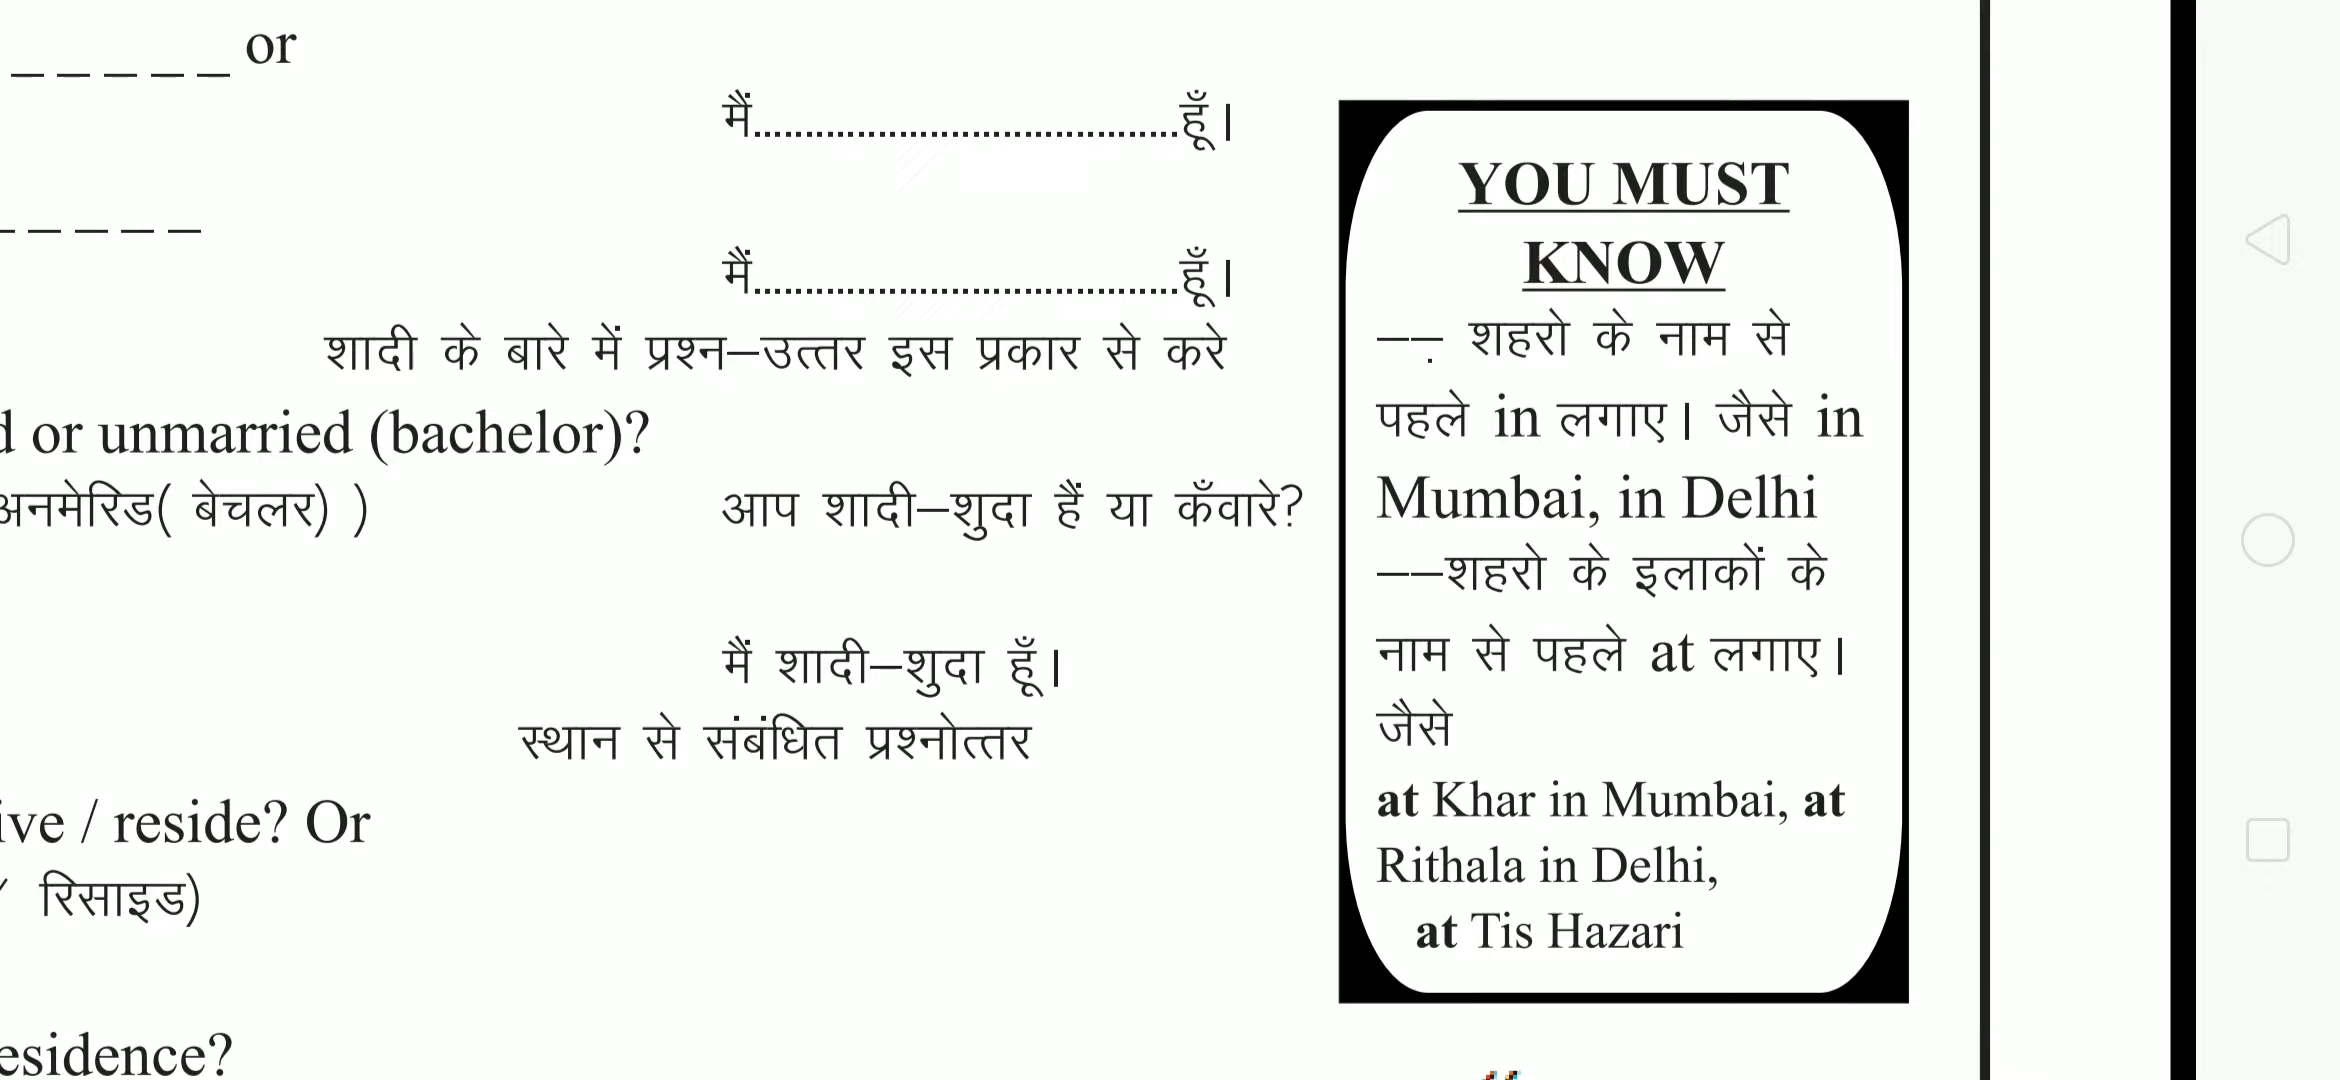 _ _ _ _ _ or
मैं.......................................हूँ।
_ _ _ _ _
मैं.......................................हूँ।
शादी के बारे में प्रश्न–उत्तर इस प्रकार से करे
or unmarried (bachelor)?
अनमेरिड( बेचलर) )
आप शादी–शुदा हैं या कँवारे?
मैं शादी–शुदा हूँ।
स्थान से संबंधित प्रश्नोत्तर
ive / reside? Or
रिसाइड)
esidence?
YOU MUST
KNOW
–– शहरो के नाम से
पहले in लगाए। जैसे in
Mumbai, in Delhi
––शहरो के इलाकों के
नाम से पहले at लगाए।
जैसे
at Khar in Mumbai, at
Rithala in Delhi,
at Tis Hazari